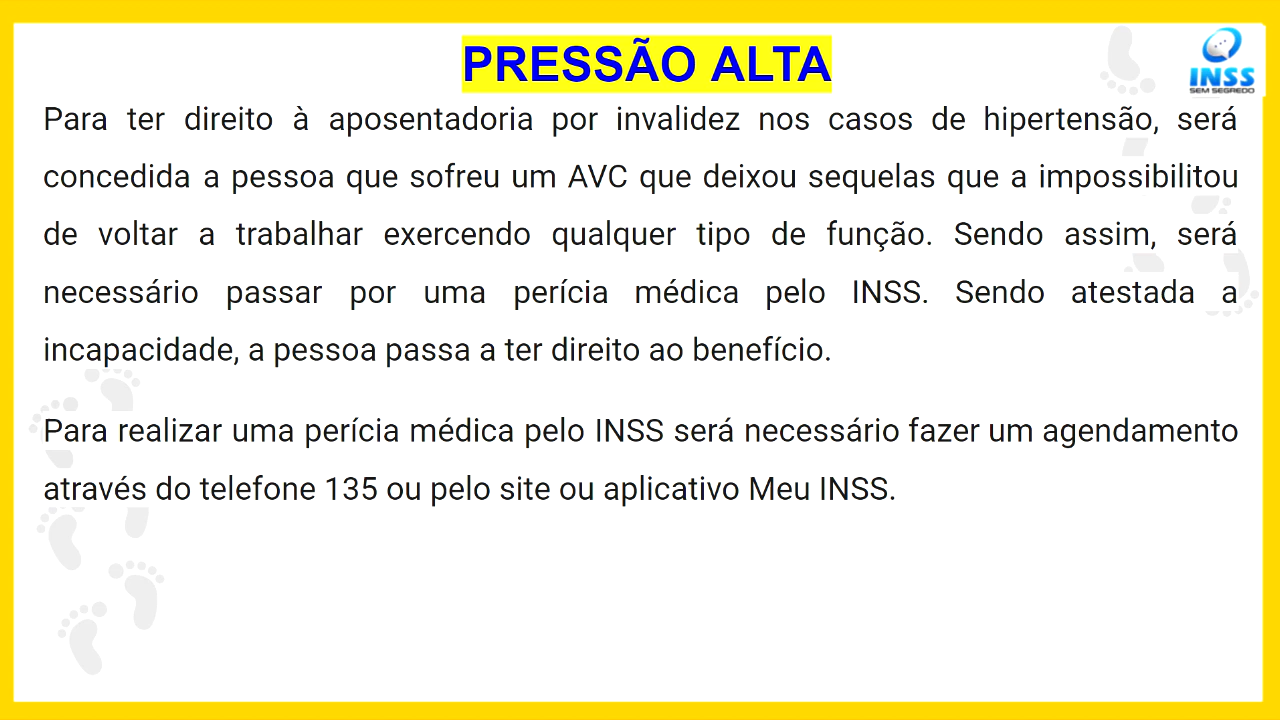 PRESSÃO ALTA
INSS
SEM SEGREDO
Para ter direito à aposentadoria por invalidez nos casos de hipertensão, será
concedida a pessoa que sofreu um AVC que deixou sequelas que a impossibilitou
de voltar a trabalhar exercendo qualquer tipo de função. Sendo assim, será
necessário passar por uma perícia médica pelo INSS. Sendo atestada a
incapacidade, a pessoa passa a ter direito ao benefício.
Para realizar uma perícia médica pelo INSS será necessário fazer um agendamento
através do telefone 135 ou pelo site ou aplicativo Meu INSS.